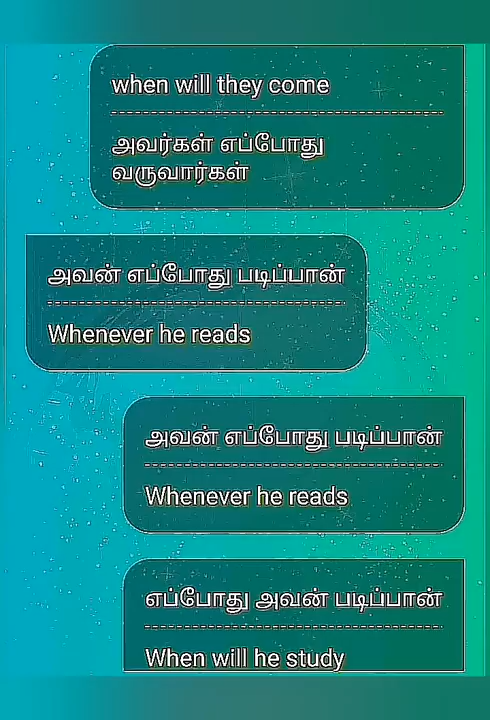 when will they come
அவர்கள் எப்போது
வருவார்கள்
அவன் எப்போது படிப்பான்
Whenever he reads
அவன் எப்போது படிப்பான்
Whenever he reads
எப்போது அவன் படிப்பான்
When will he study